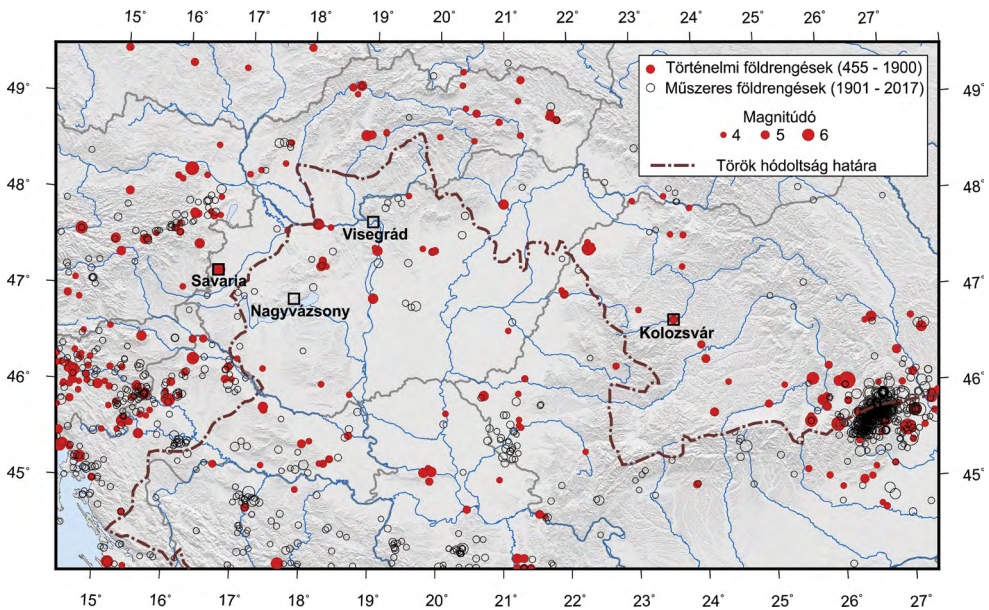 15° 16° 17° 18° 19° 20° 21° 22° 23° 24° 25° 26° 27°
Történelmi földrengések (455 - 1900)
Műszeres földrengések (1901 - 2017)
Magnitúdó
4 5 6
Török hódoltság határa
49° 49°
48° 48°
Visegrád
47° 47°
Savaria
Nagyvázsony
Kolozsvár
46° 46°
45° 45°
15° 16° 17° 18° 19° 20° 21° 22° 23° 24° 25° 26° 27°